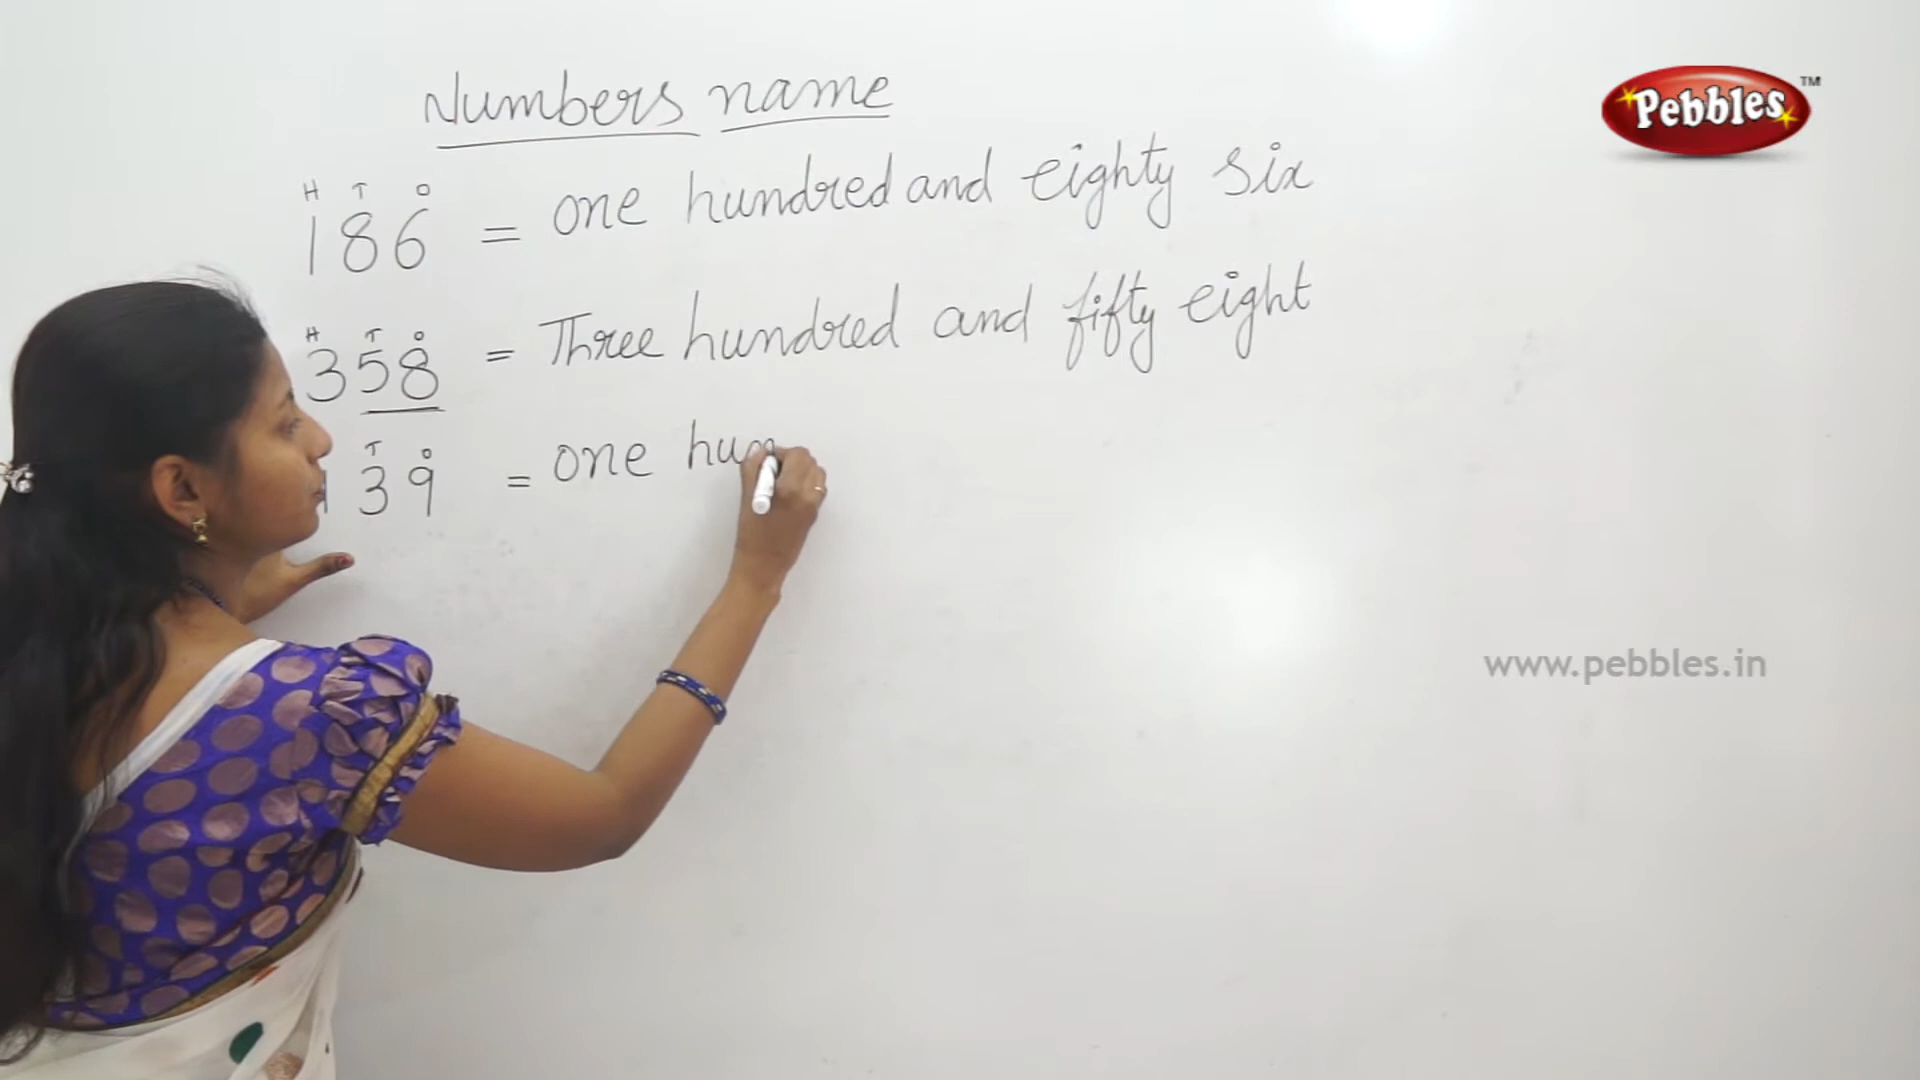 Numbers name
Pebbles TM
H T O
186 = one hundred and eighty six
H T O
358 = Three hundred and fifty eight
T O
139 = one hun
www.pebbles.in